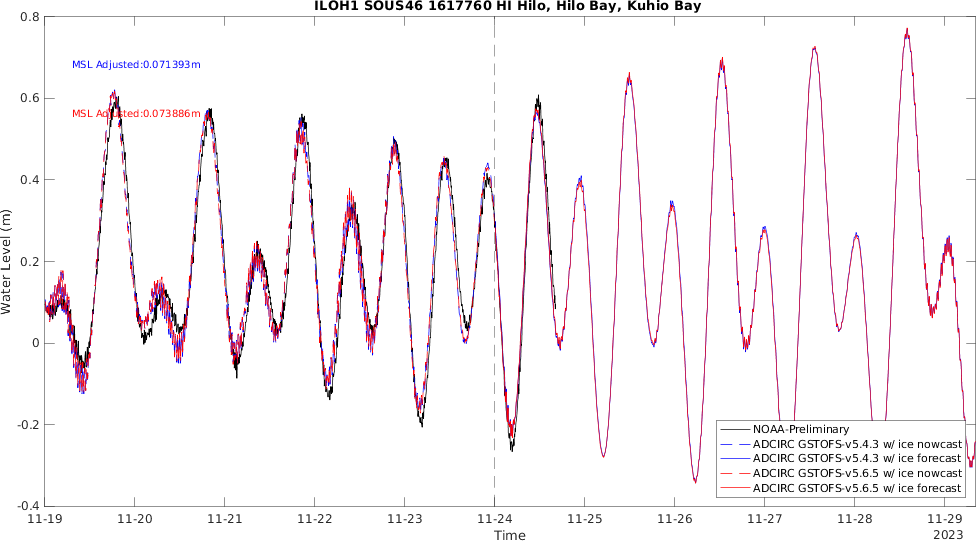 ILOH1 SOUS46 1617760 HI Hilo, Hilo Bay, Kuhio Bay
MSL Adjusted:0.071393m
MSL Adjusted:0.073886m
Water Level (m)
0.8
0.6
0.4
0.2
0
-0.2
-0.4
NOAA-Preliminary
ADCIRC GSTOFS-v5.4.3 w/ ice nowcast
ADCIRC GSTOFS-v5.4.3 w/ ice forecast
ADCIRC GSTOFS-v5.6.5 w/ ice nowcast
ADCIRC GSTOFS-v5.6.5 w/ ice forecast
11-19 11-20 11-21 11-22 11-23 11-24 11-25 11-26 11-27 11-28 11-29
Time
2023